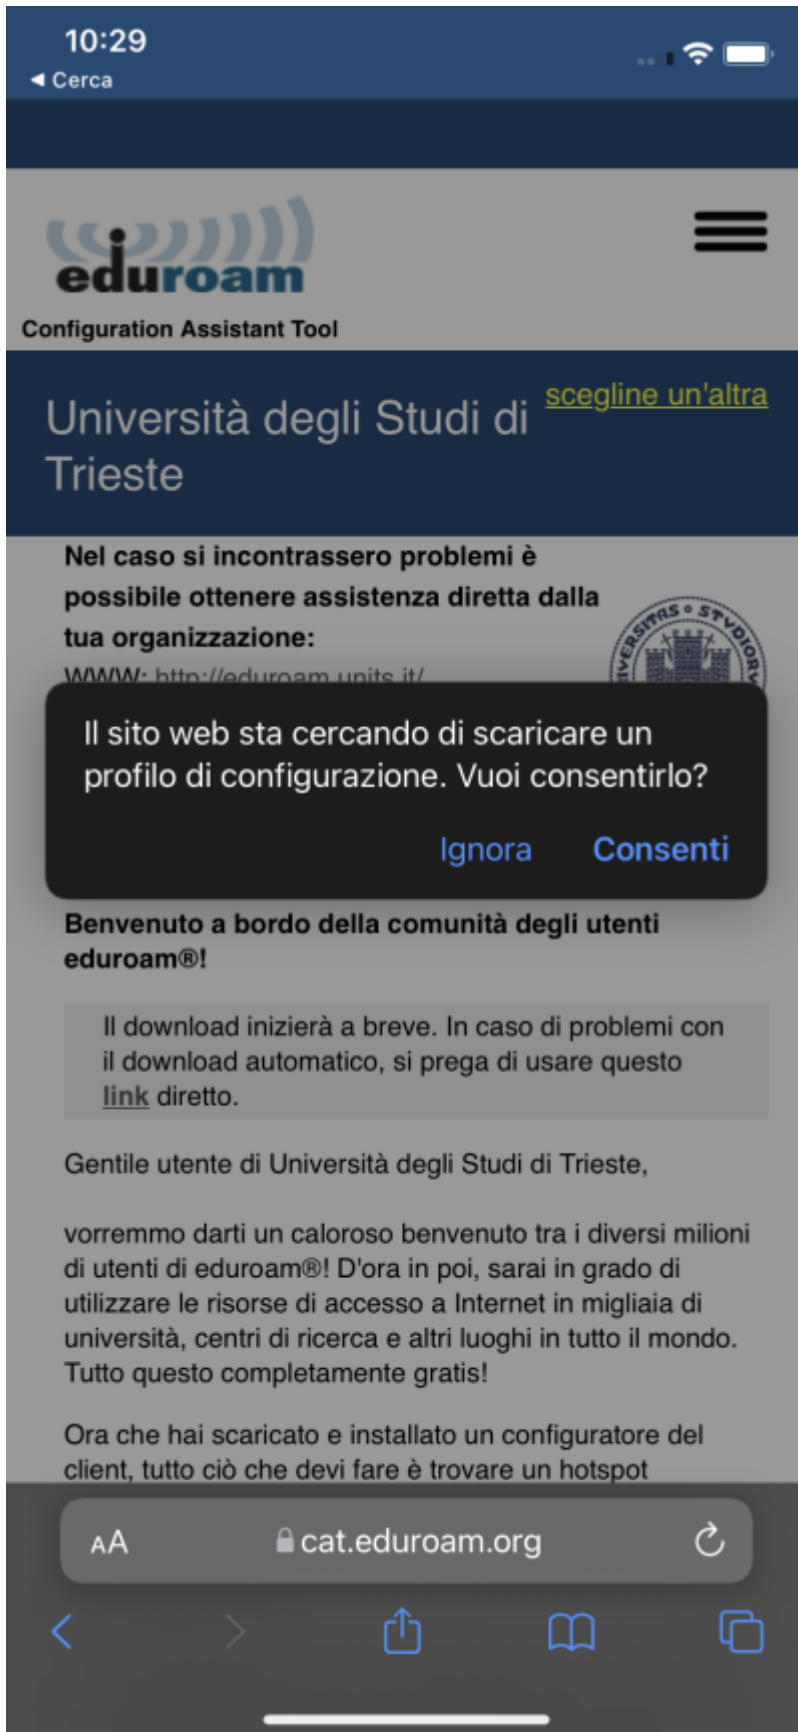 10:29
◀ Cerca
eduroam
Configuration Assistant Tool
Università degli Studi di
Trieste
scegline un'altra
Nel caso si incontrassero problemi è
possibile ottenere assistenza diretta dalla
tua organizzazione:
WWW: http://eduroam.units.it/
Il sito web sta cercando di scaricare un
profilo di configurazione. Vuoi consentirlo?
Ignora Consenti
Benvenuto a bordo della comunità degli utenti
eduroam®!
Il download inizierà a breve. In caso di problemi con
il download automatico, si prega di usare questo
link diretto.
Gentile utente di Università degli Studi di Trieste,
vorremmo darti un caloroso benvenuto tra i diversi milioni
di utenti di eduroam®! D'ora in poi, sarai in grado di
utilizzare le risorse di accesso a Internet in migliaia di
università, centri di ricerca e altri luoghi in tutto il mondo.
Tutto questo completamente gratis!
Ora che hai scaricato e installato un configuratore del
client, tutto ciò che devi fare è trovare un hotspot
AA cat.eduroam.org